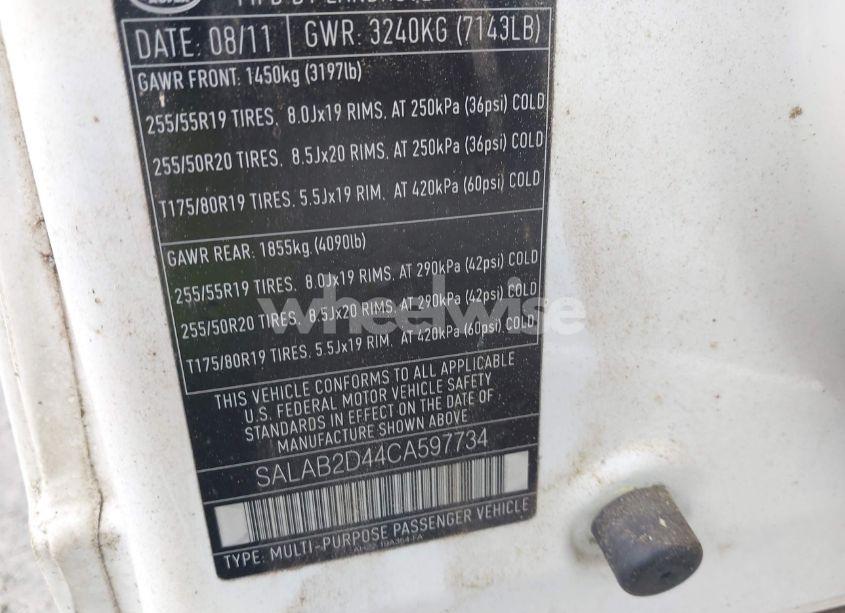 DATE: 08/11 GWR: 3240KG (7143LB)
GAWR FRONT: 1450kg (3197lb)
255/55R19 TIRES, 8.0Jx19 RIMS, AT 250kPa (36psi) COLD
255/50R20 TIRES, 8.5Jx20 RIMS, AT 250kPa (36psi) COLD
T175/80R19 TIRES, 5.5Jx19 RIM, AT 420kPa (60psi) COLD
GAWR REAR: 1855kg (4090lb)
255/55R19 TIRES, 8.0Jx19 RIMS, AT 290kPa (42psi) COLD
255/50R20 TIRES, 8.5Jx20 RIMS, AT 290kPa (42psi) COLD
T175/80R19 TIRES, 5.5Jx19 RIM, AT 420kPa (60psi) COLD
wheelwise
THIS VEHICLE CONFORMS TO ALL APPLICABLE
U.S. FEDERAL MOTOR VEHICLE SAFETY
STANDARDS IN EFFECT ON THE DATE OF
MANUFACTURE SHOWN ABOVE
SALAB2D44CA597734
TYPE: MULTI-PURPOSE PASSENGER VEHICLE